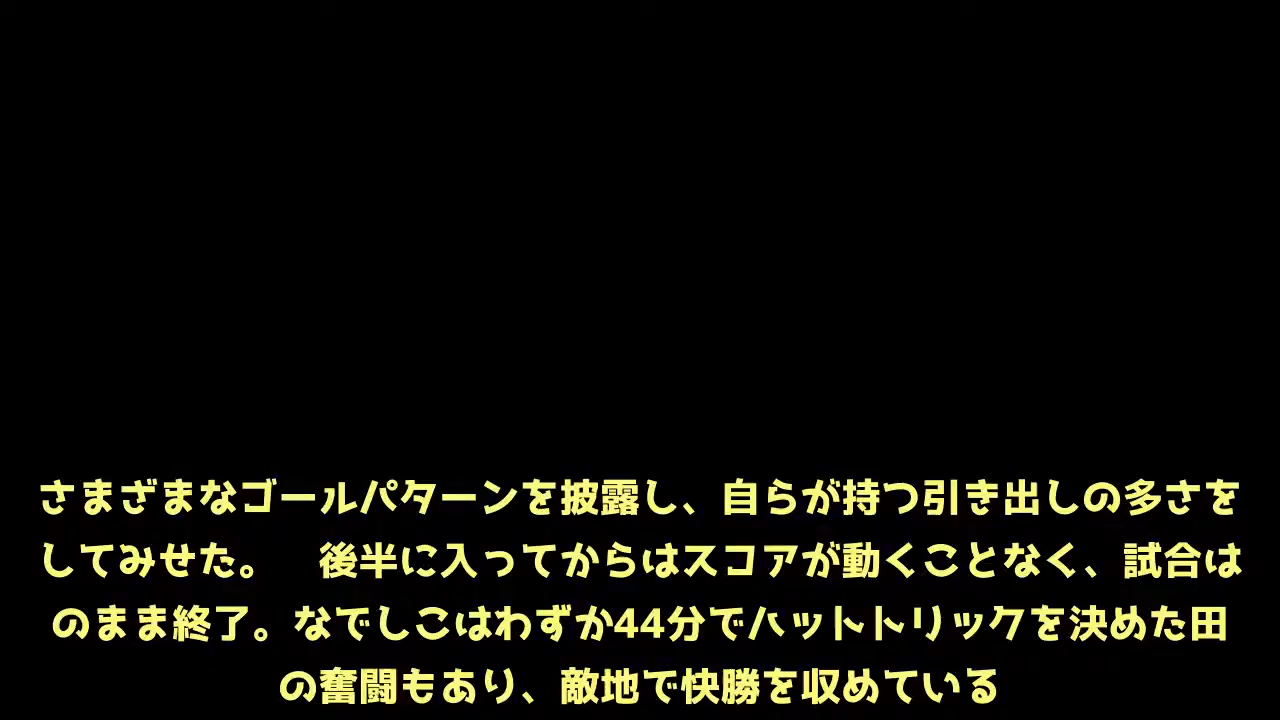 さまざまなゴールパターンを披露し、自らが持つ引き出しの多さを
してみせた。　後半に入ってからはスコアが動くことなく、試合は
のまま終了。なでしこはわずか44分でハットトリックを決めた田
の奮闘もあり、敵地で快勝を収めている